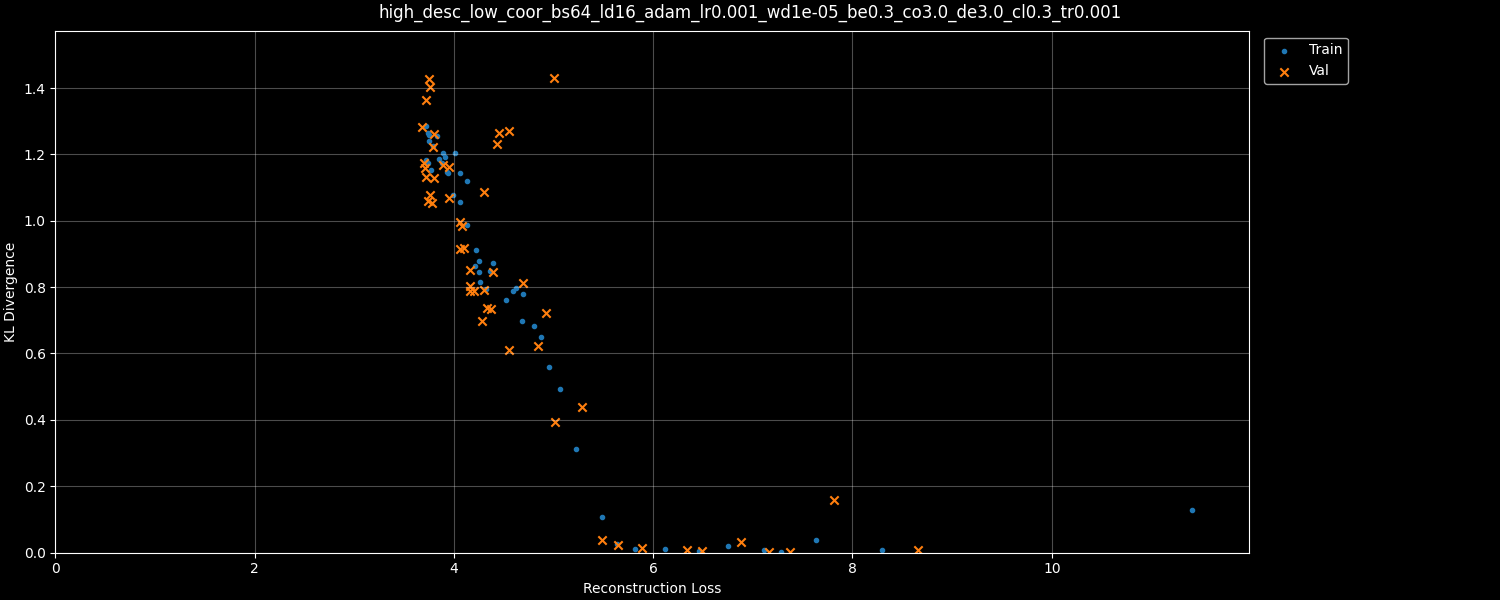 high_desc_low_coor_bs64_ld16_adam_lr0.001_wd1e-05_be0.3_co3.0_de3.0_cl0.3_tr0.001
Train
Val
1.4
1.2
1.0
0.8
0.6
0.4
0.2
0.0
KL Divergence
0 2 4 6 8 10
Reconstruction Loss